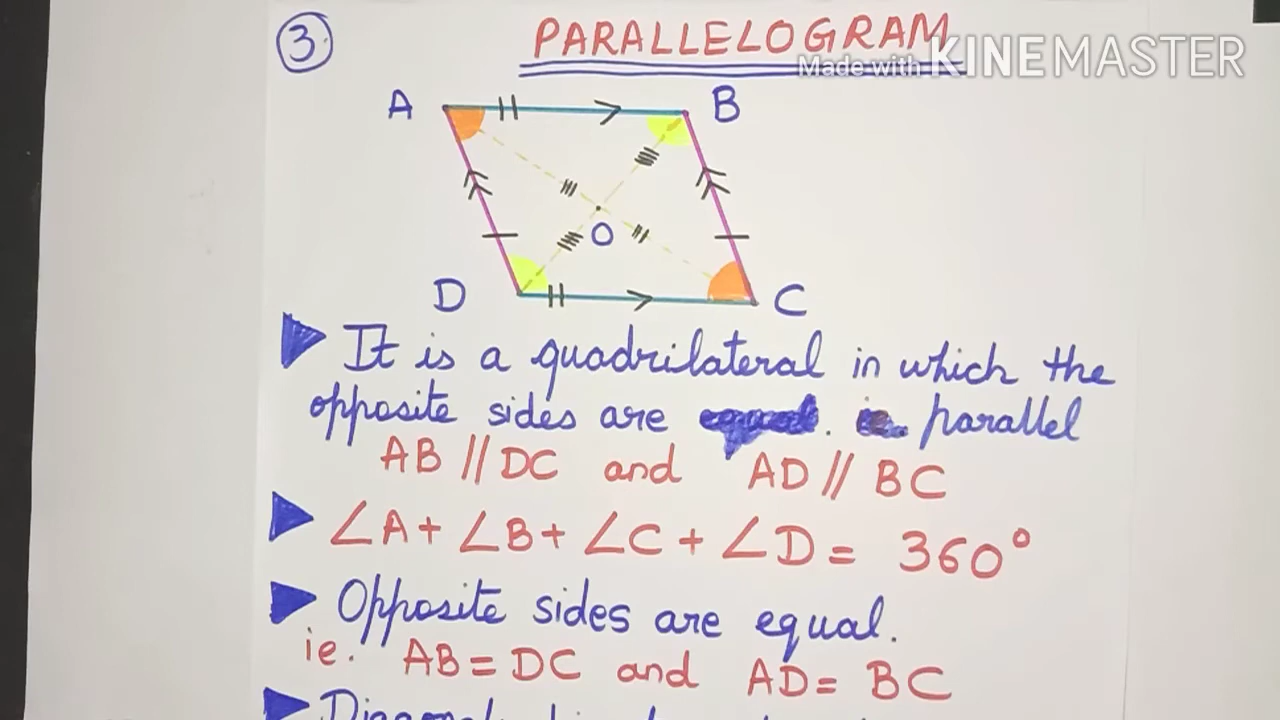 3
PARALLELOGRAM
Made with KINEMASTER
A
B
O
D
C
It is a quadrilateral in which the
opposite sides are parallel
AB // DC and AD // BC
∠A+ ∠B+ ∠C + ∠D = 360°
Opposite sides are equal.
ie. AB = DC and AD = BC